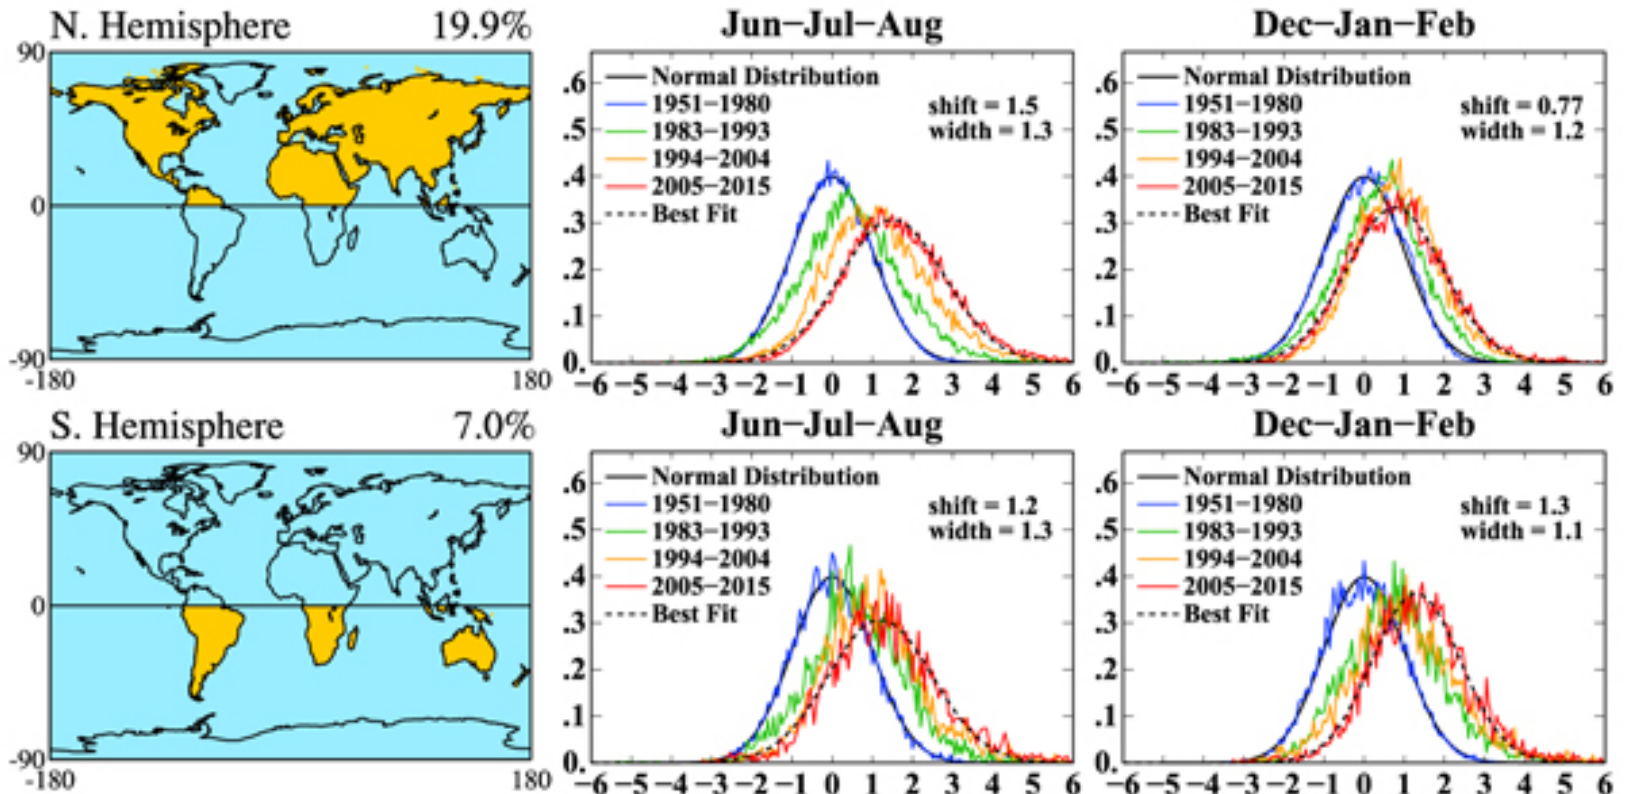 N. Hemisphere 19.9%
90
0
-90
-180 180
Jun−Jul−Aug
Normal Distribution
1951−1980
1983−1993
1994−2004
2005−2015
Best Fit
shift = 1.5
width = 1.3
.6
.5
.4
.3
.2
.1
0.
−6 −5 −4 −3 −2 −1 0 1 2 3 4 5 6
Dec−Jan−Feb
Normal Distribution
1951−1980
1983−1993
1994−2004
2005−2015
Best Fit
shift = 0.77
width = 1.2
.6
.5
.4
.3
.2
.1
0.
−6 −5 −4 −3 −2 −1 0 1 2 3 4 5 6
S. Hemisphere 7.0%
90
0
-90
-180 180
Jun−Jul−Aug
Normal Distribution
1951−1980
1983−1993
1994−2004
2005−2015
Best Fit
shift = 1.2
width = 1.3
.6
.5
.4
.3
.2
.1
0.
−6 −5 −4 −3 −2 −1 0 1 2 3 4 5 6
Dec−Jan−Feb
Normal Distribution
1951−1980
1983−1993
1994−2004
2005−2015
Best Fit
shift = 1.3
width = 1.1
.6
.5
.4
.3
.2
.1
0.
−6 −5 −4 −3 −2 −1 0 1 2 3 4 5 6